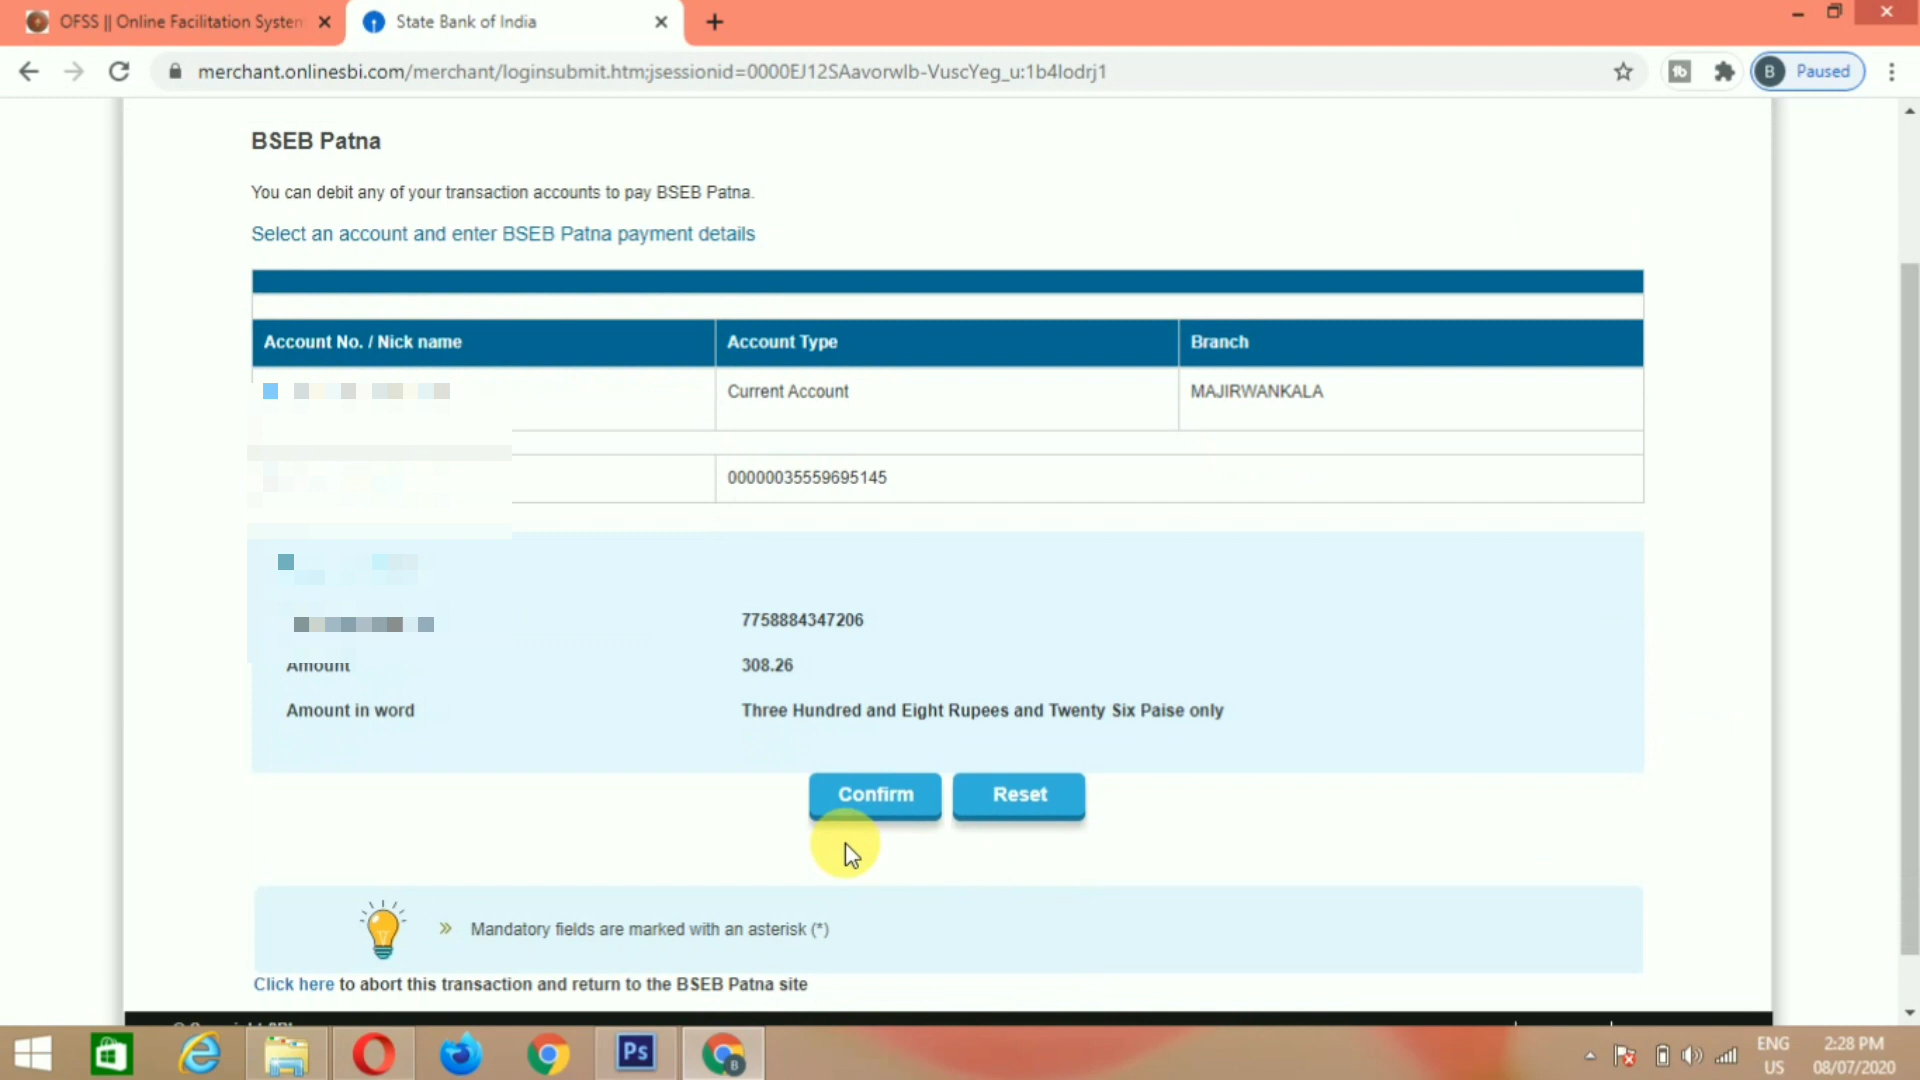 OFSS || Online Facilitation System
State Bank of India
merchant.onlinesbi.com/merchant/loginsubmit.htm;jsessionid=0000EJ12SAavorwIb-VuscYeg_u:1b4lodrj1
B Paused
BSEB Patna
You can debit any of your transaction accounts to pay BSEB Patna.
Select an account and enter BSEB Patna payment details
Account No. / Nick name Account Type Branch
Current Account MAJIRWANKALA
00000035559695145
7758884347206
Amount 308.26
Amount in word Three Hundred and Eight Rupees and Twenty Six Paise only
Confirm Reset
» Mandatory fields are marked with an asterisk (*)
Click here to abort this transaction and return to the BSEB Patna site
Ps
B
ENG 2:28 PM
US 08/07/2020